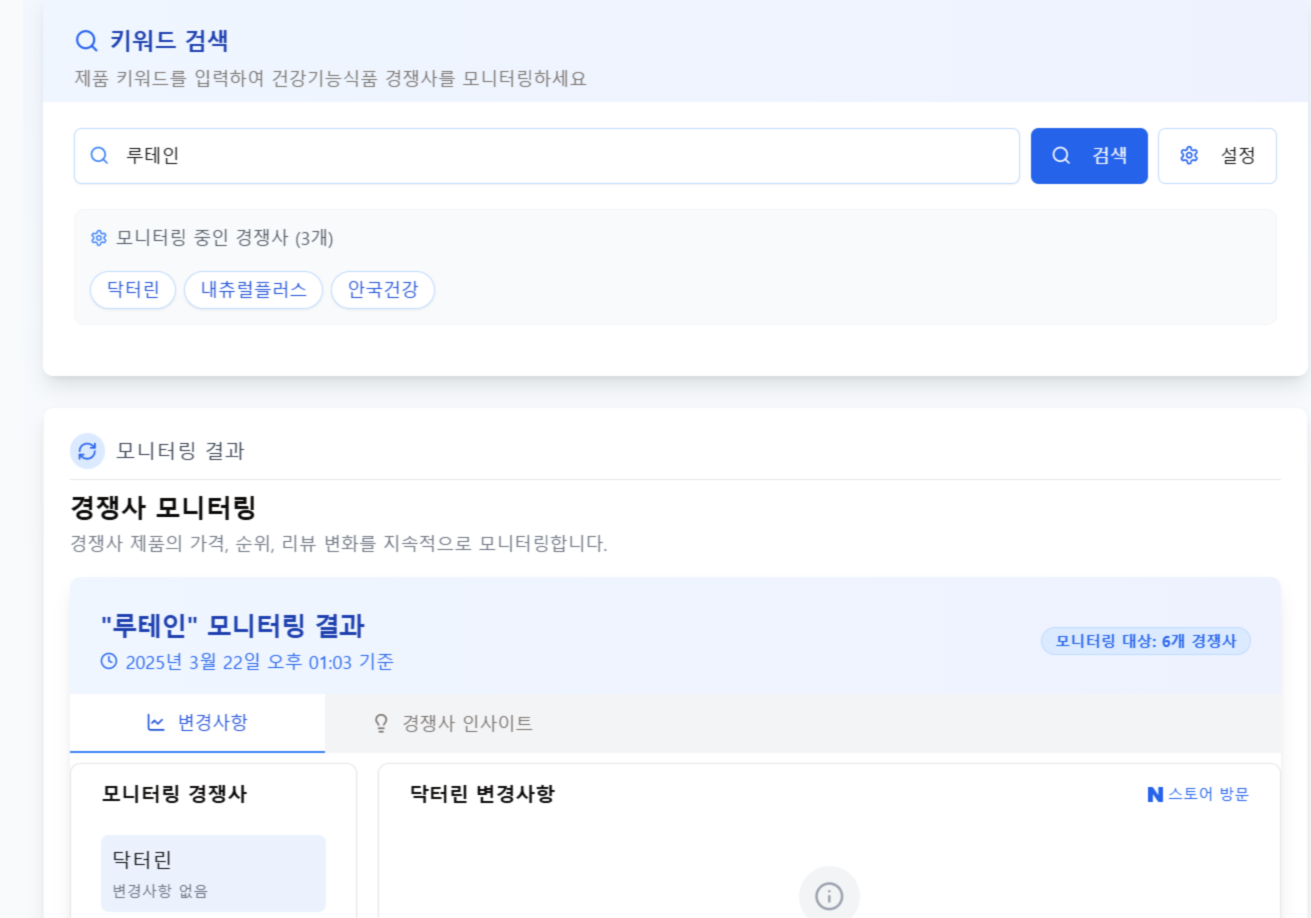 키워드 검색
제품 키워드를 입력하여 건강기능식품 경쟁사를 모니터링하세요
루테인
검색
설정
모니터링 중인 경쟁사 (3개)
닥터린
내츄럴플러스
안국건강
모니터링 결과
경쟁사 모니터링
경쟁사 제품의 가격, 순위, 리뷰 변화를 지속적으로 모니터링합니다.
"루테인" 모니터링 결과
2025년 3월 22일 오후 01:03 기준
모니터링 대상: 6개 경쟁사
변경사항
경쟁사 인사이트
모니터링 경쟁사
닥터린
변경사항 없음
닥터린 변경사항
N 스토어 방문